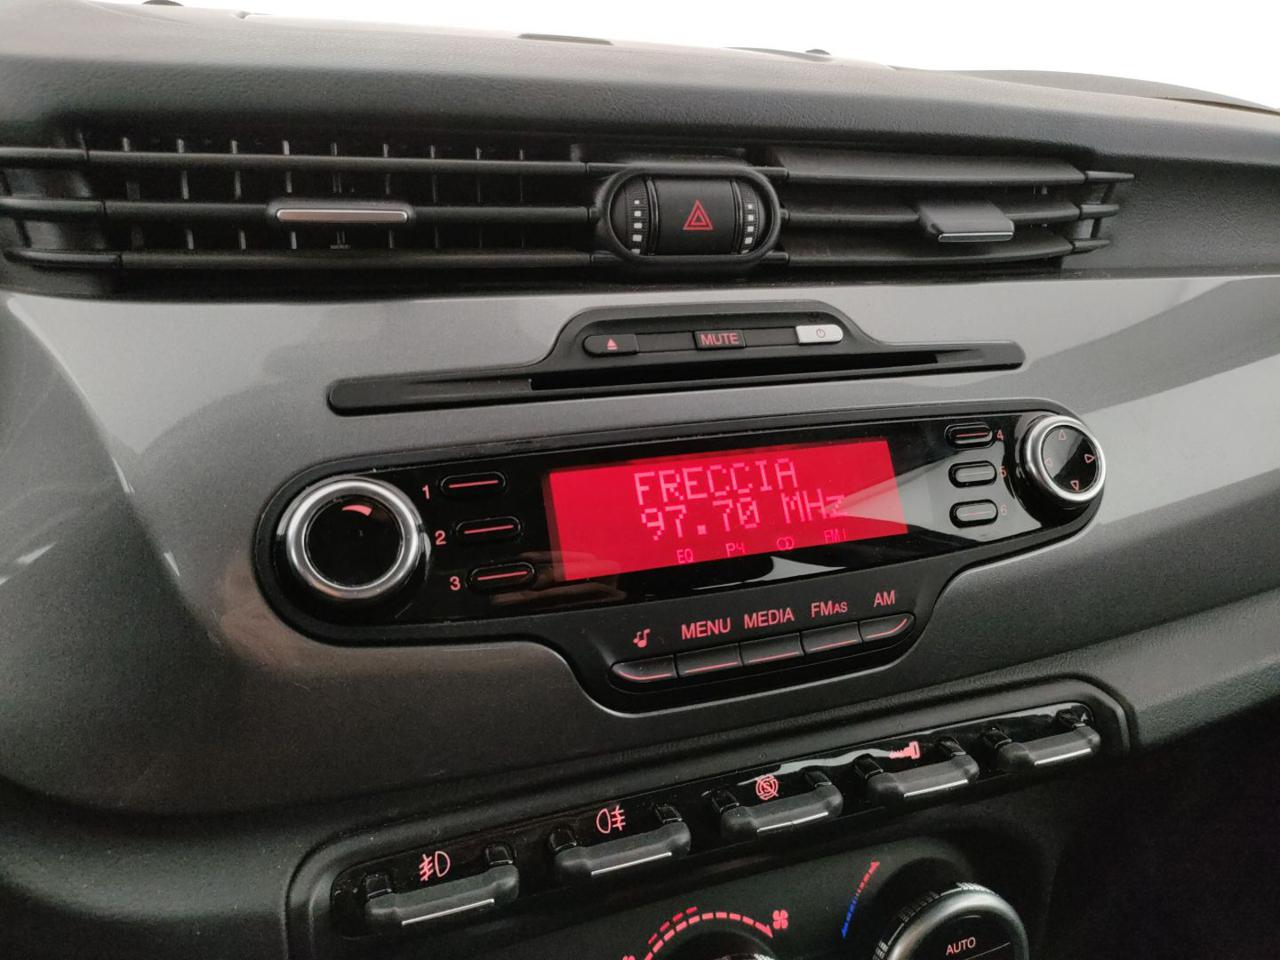 MUTE
1
FRECCIA
4
2
97.70 MHz
5
3
EQ P4 FM1
6
MENU MEDIA FMAS AM
AUTO